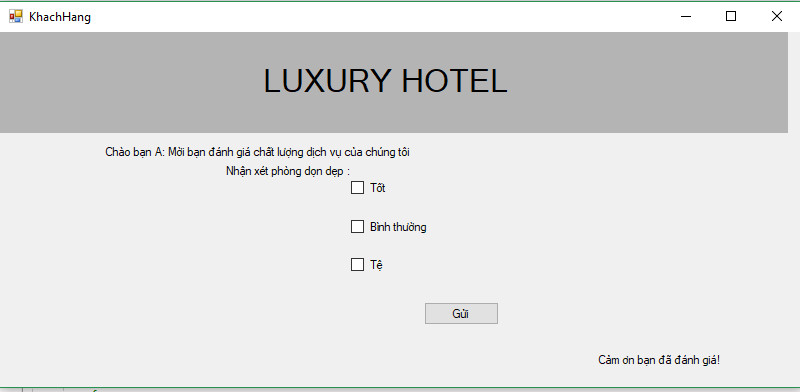 KhachHang
LUXURY HOTEL
Chào bạn A: Mời bạn đánh giá chất lượng dịch vụ của chúng tôi
Nhận xét phòng dọn dẹp :
Tốt
Bình thường
Tệ
Gửi
Cảm ơn bạn đã đánh giá!